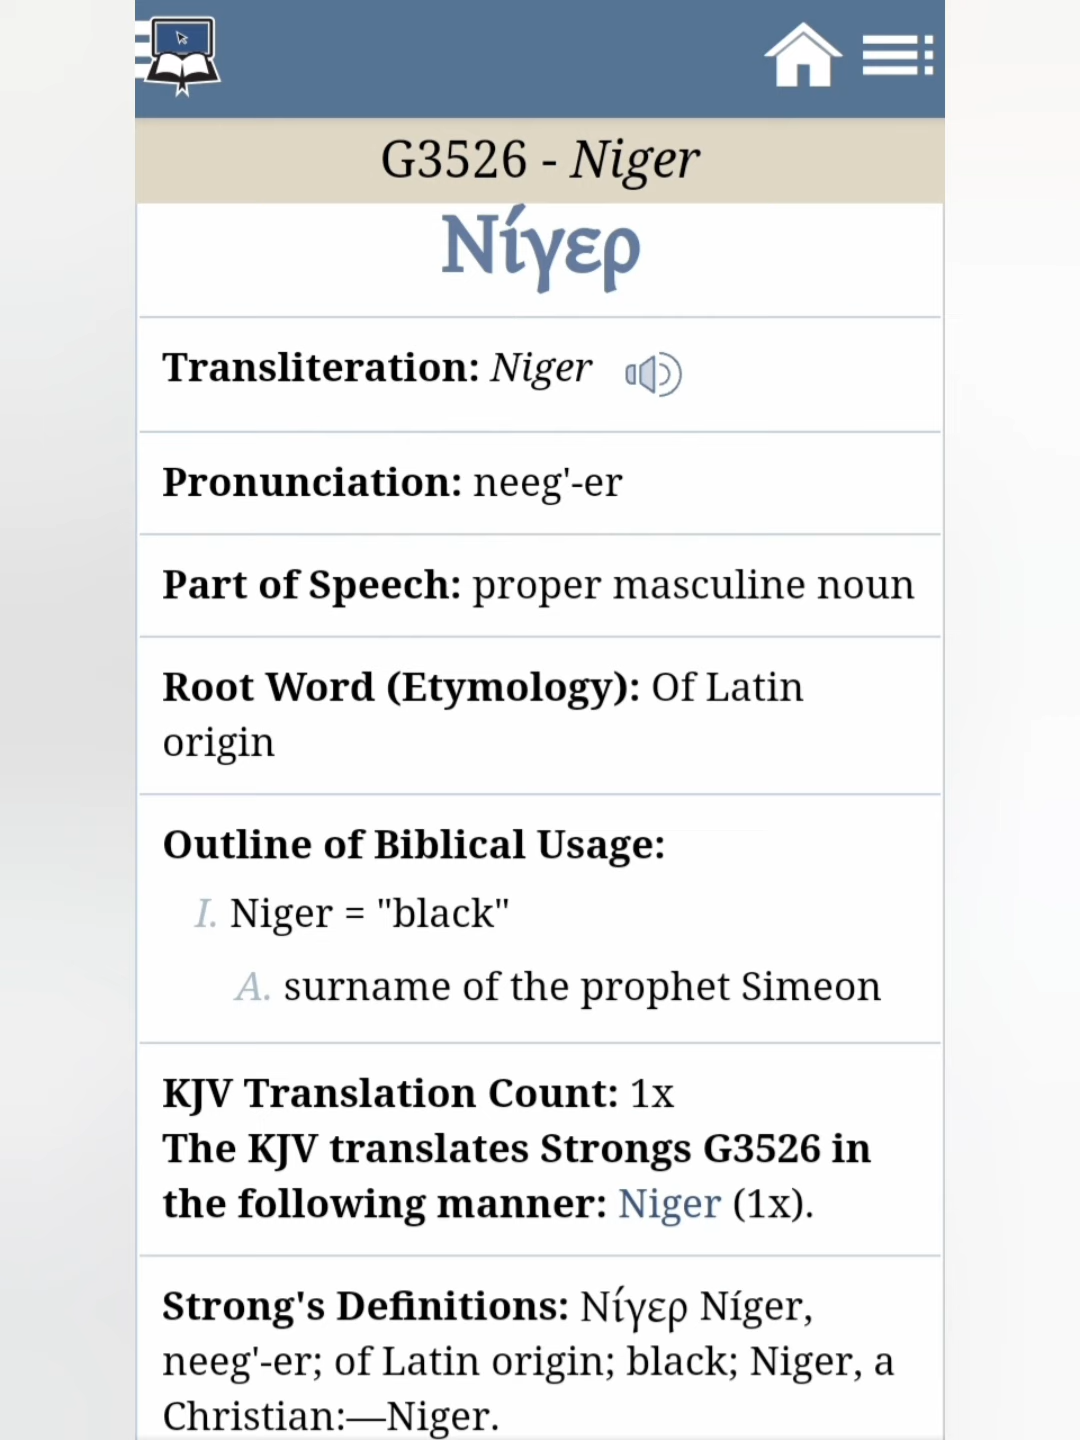 G3526 - Niger
Νίγερ
Transliteration: Niger
Pronunciation: neeg'-er
Part of Speech: proper masculine noun
Root Word (Etymology): Of Latin
origin
Outline of Biblical Usage:
I. Niger = "black"
A. surname of the prophet Simeon
KJV Translation Count: 1x
The KJV translates Strongs G3526 in
the following manner: Niger (1x).
Strong's Definitions: Νίγερ Níger,
neeg'-er; of Latin origin; black; Niger, a
Christian:—Niger.